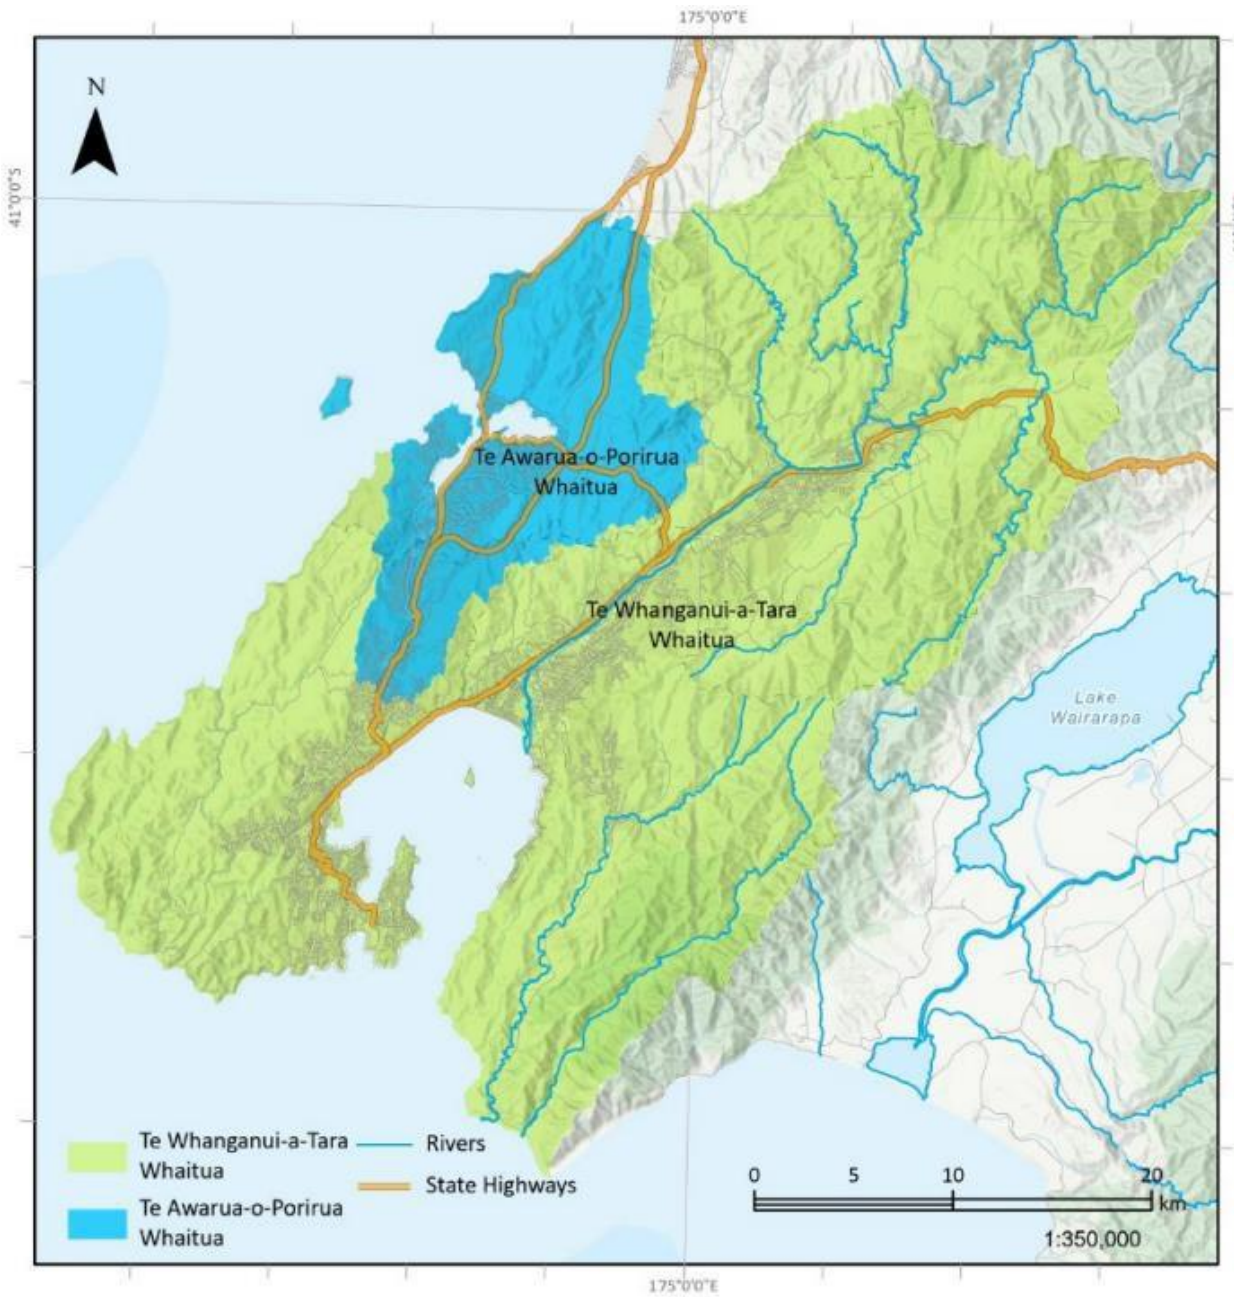 175°0'0"E
N
41°0'0"S
Te Awarua-o-Porirua
Whaitua
Te Whanganui-a-Tara
Whaitua
Lake
Wairarapa
Te Whanganui-a-Tara
Whaitua
Te Awarua-o-Porirua
Whaitua
Rivers
State Highways
0 5 10 20
km
1:350,000
175°0'0"E